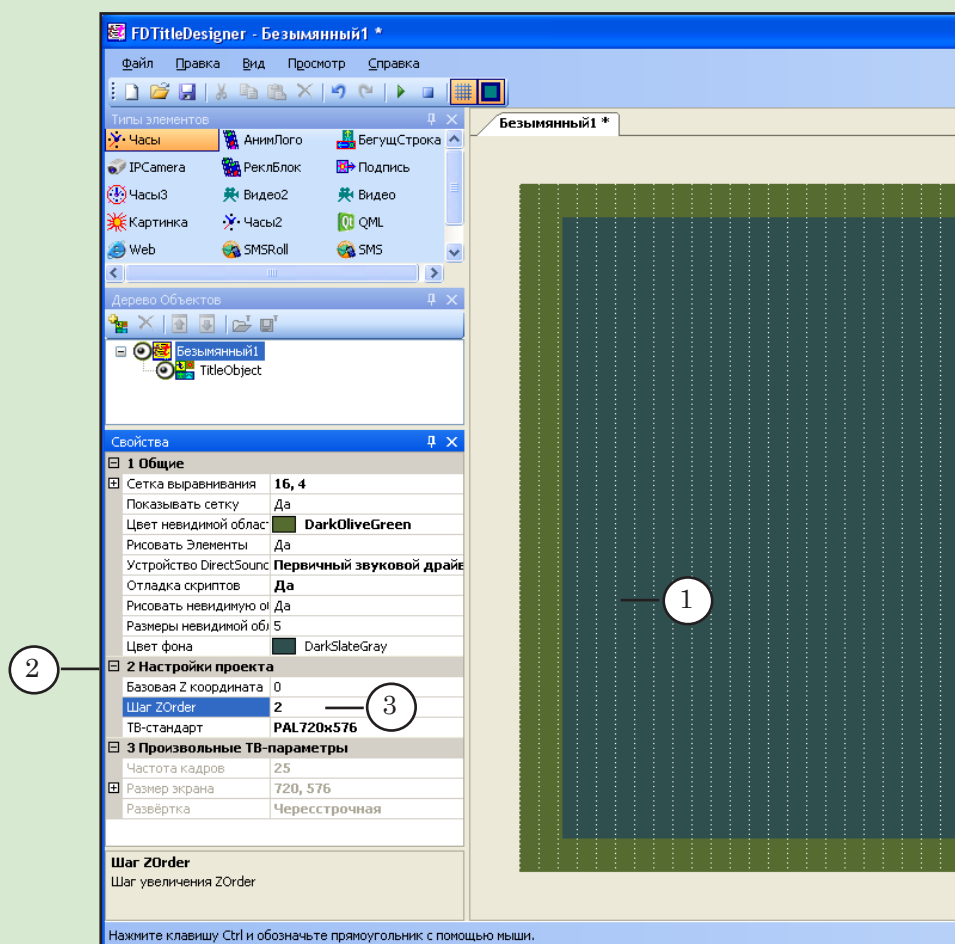 FDTitleDesigner - Безымянный1 *
Файл Правка Вид Просмотр Справка
Типы элементов
Безымянный1 *
Часы АнимЛого БегущСтрока
IPCamera РеклБлок Подпись
Часы3 Видео2 Видео
Картинка Часы2 QML
Web SMSRoll SMS
Дерево Объектов
Безымянный1
TitleObject
Свойства
1 Общие
Сетка выравнивания 16, 4
Показывать сетку Да
Цвет невидимой облас DarkOliveGreen
Рисовать Элементы Да
Устройство DirectSound Первичный звуковой драйв
Отладка скриптов Да
Рисовать невидимую о Да
Размеры невидимой об 5
Цвет фона DarkSlateGray
1
2
2 Настройки проекта
Базовая Z координата 0
Шаг ZOrder 2
3
ТВ-стандарт PAL720x576
3 Произвольные ТВ-параметры
Частота кадров 25
Размер экрана 720, 576
Развёртка Чересстрочная
Шаг ZOrder
Шаг увеличения ZOrder
Нажмите клавишу Ctrl и обозначьте прямоугольник с помощью мыши.